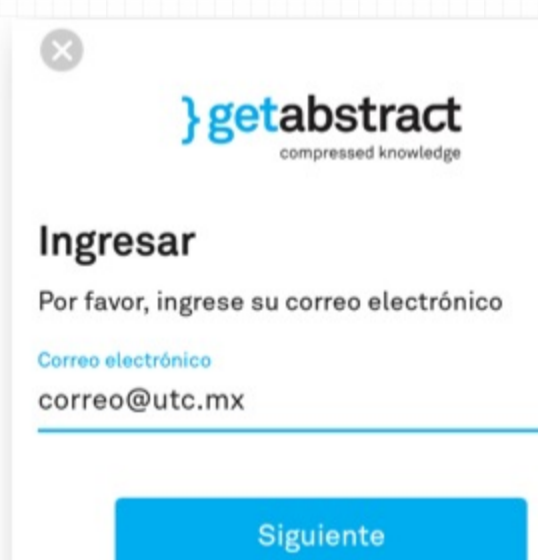 }getabstract
compressed knowledge
Ingresar
Por favor, ingrese su correo electrónico
Correo electrónico
correo@utc.mx
Siguiente